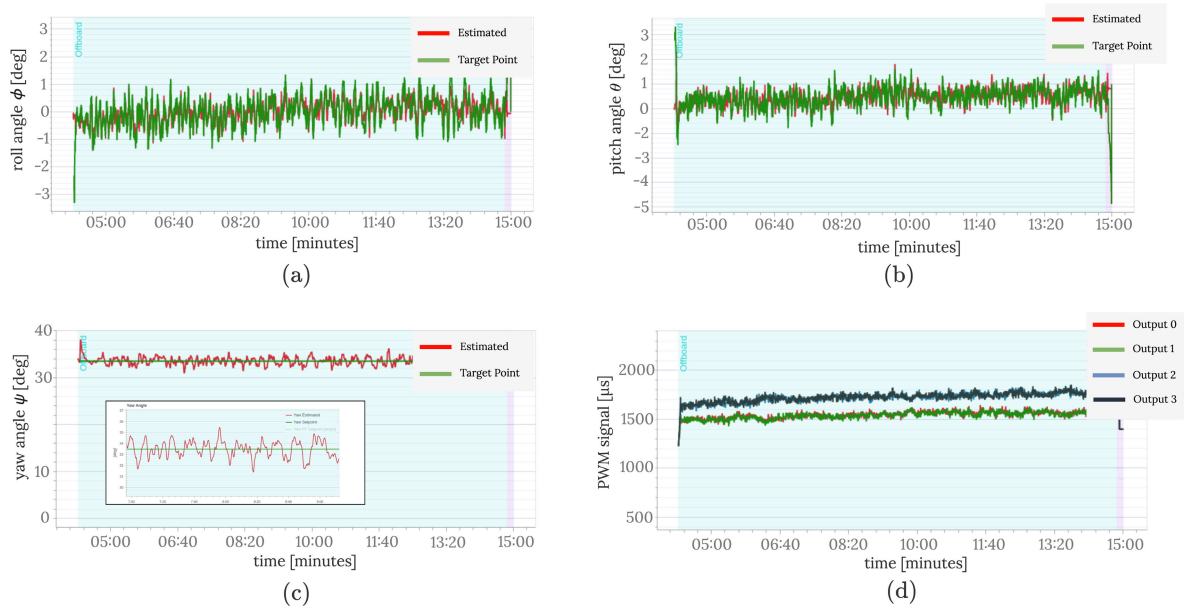 3
2
1
0
-1
-2
-3
roll angle ϕ [deg]
Offboard
Estimated
Target Point
05:00 06:40 08:20 10:00 11:40 13:20 15:00
time [minutes]
(a)
3
2
1
0
-1
-2
-3
-4
-5
pitch angle θ [deg]
Offboard
Estimated
Target Point
05:00 06:40 08:20 10:00 11:40 13:20 15:00
time [minutes]
(b)
40
30
20
10
0
yaw angle ψ [deg]
Offboard
Estimated
Target Point
Yaw Angle
Yaw Estimated
Yaw Setpoint
05:00 06:40 08:20 10:00 11:40 13:20 15:00
time [minutes]
(c)
2000
1500
1000
500
PWM signal [µs]
Offboard
Output 0
Output 1
Output 2
Output 3
05:00 06:40 08:20 10:00 11:40 13:20 15:00
time [minutes]
(d)